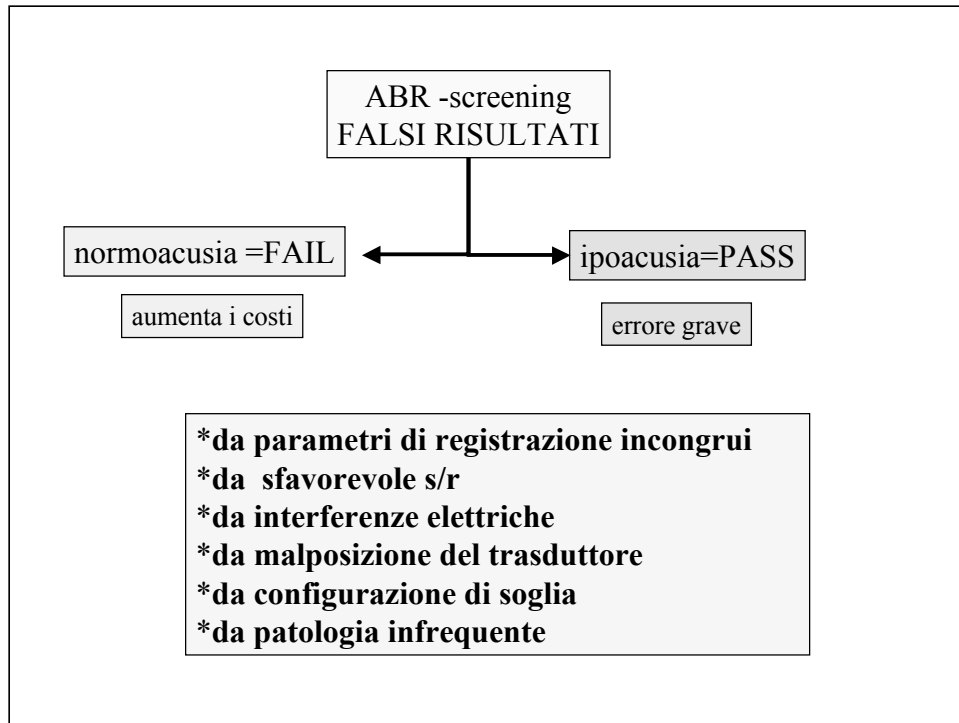 ABR -screening
FALSI RISULTATI
normoacusia =FAIL
ipoacusia=PASS
aumenta i costi
errore grave
*da parametri di registrazione incongrui
*da sfavorevole s/r
*da interferenze elettriche
*da malposizione del trasduttore
*da configurazione di soglia
*da patologia infrequente